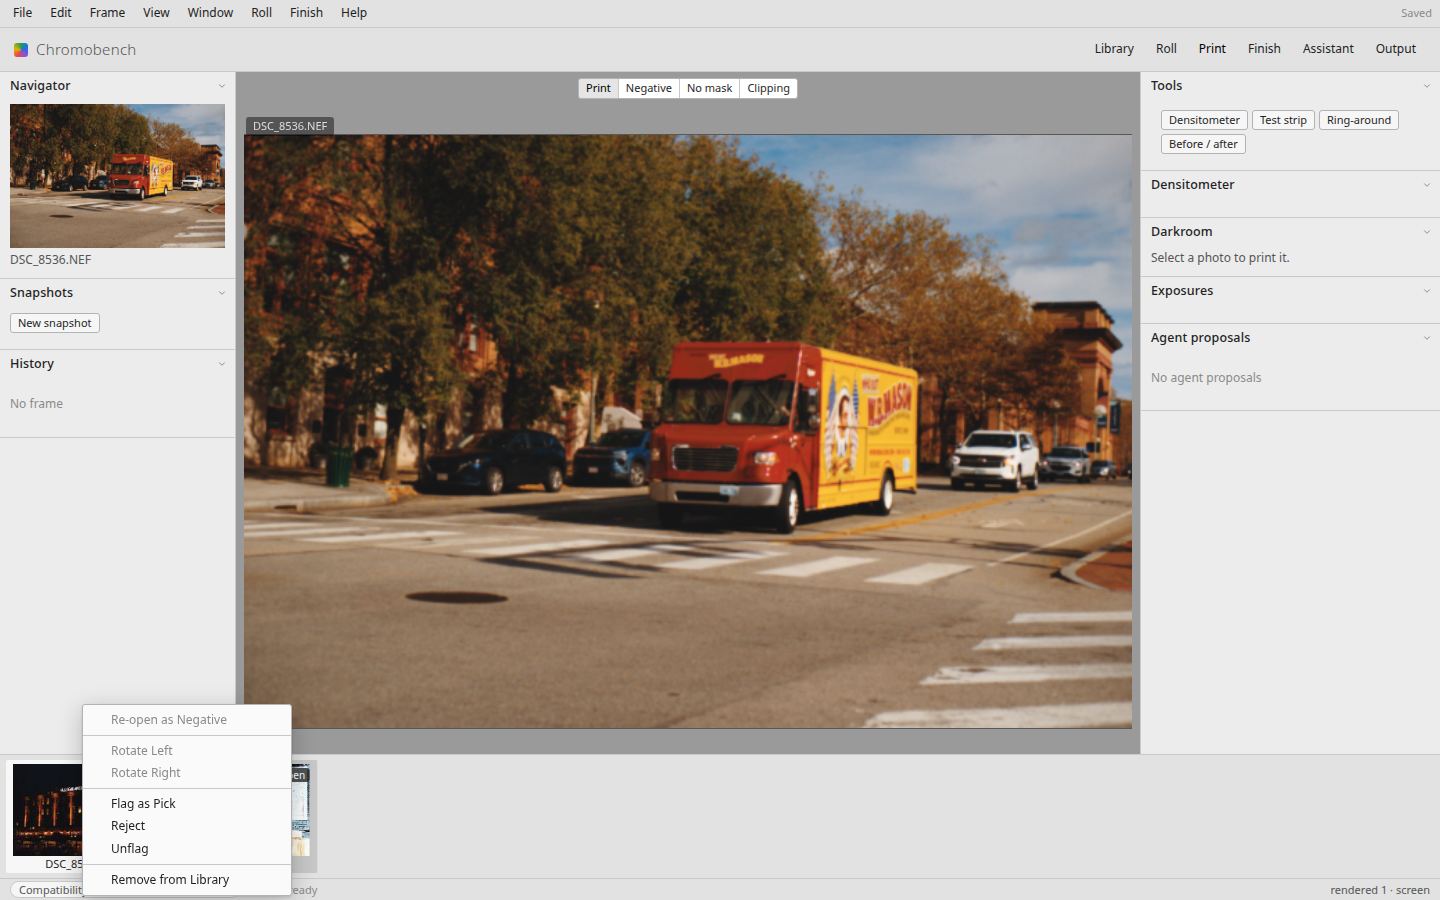 File Edit Frame View Window Roll Finish Help
Saved
Chromobench
Library Roll Print Finish Assistant Output
Navigator
DSC_8536.NEF
Snapshots
New snapshot
History
No frame
Print Negative No mask Clipping
DSC_8536.NEF
W.B.MASON
Tools
Densitometer Test strip Ring-around
Before / after
Densitometer
Darkroom
Select a photo to print it.
Exposures
Agent proposals
No agent proposals
Re-open as Negative
Rotate Left
Rotate Right
Flag as Pick
Reject
Unflag
Remove from Library
rendered 1 · screen